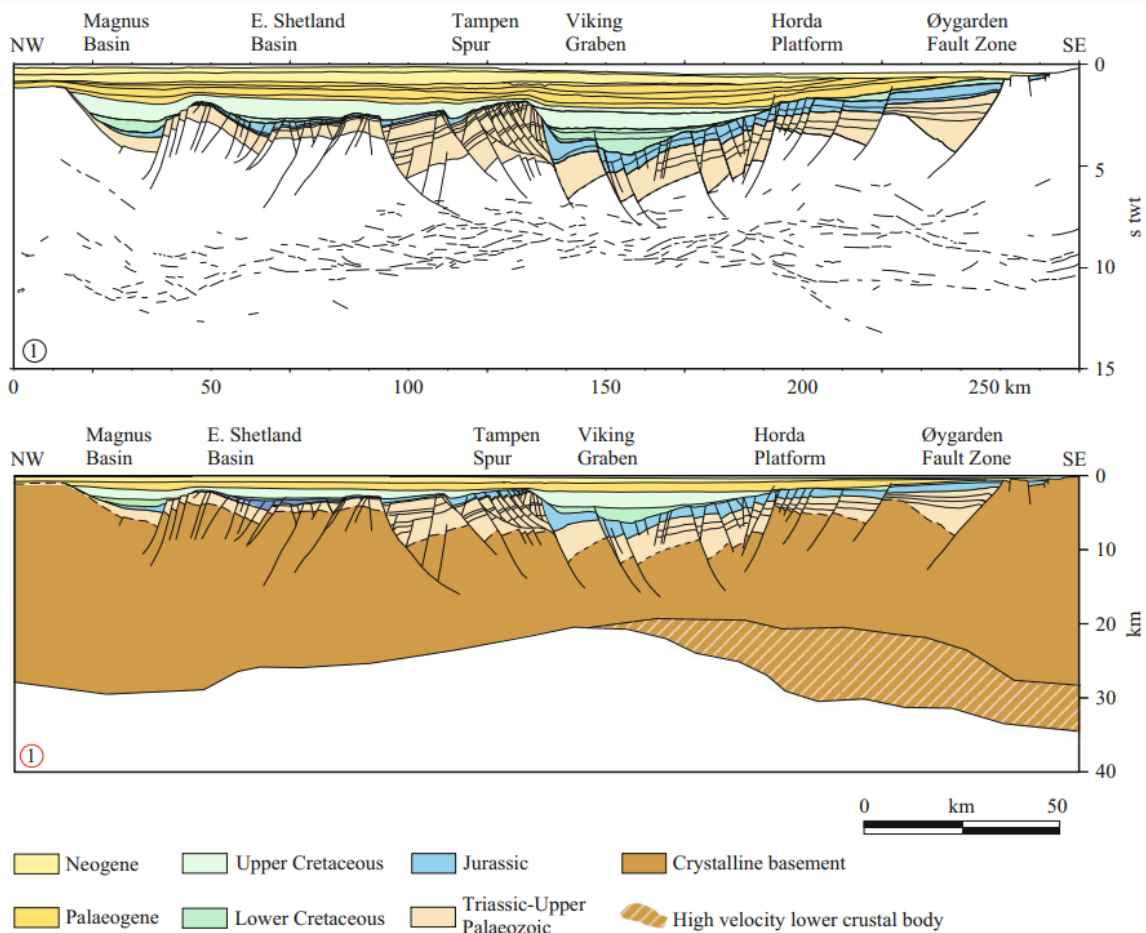 Magnus Basin
E. Shetland Basin
Tampen Spur
Viking Graben
Horda Platform
Øygarden Fault Zone
NW
SE
0
5
10
15
s twt
1
0 50 100 150 200 250 km
Magnus Basin
E. Shetland Basin
Tampen Spur
Viking Graben
Horda Platform
Øygarden Fault Zone
NW
SE
0
10
20
30
40
km
1
0 km 50
Neogene
Upper Cretaceous
Jurassic
Crystalline basement
Palaeogene
Lower Cretaceous
Triassic-Upper
Palaeozoic
High velocity lower crustal body